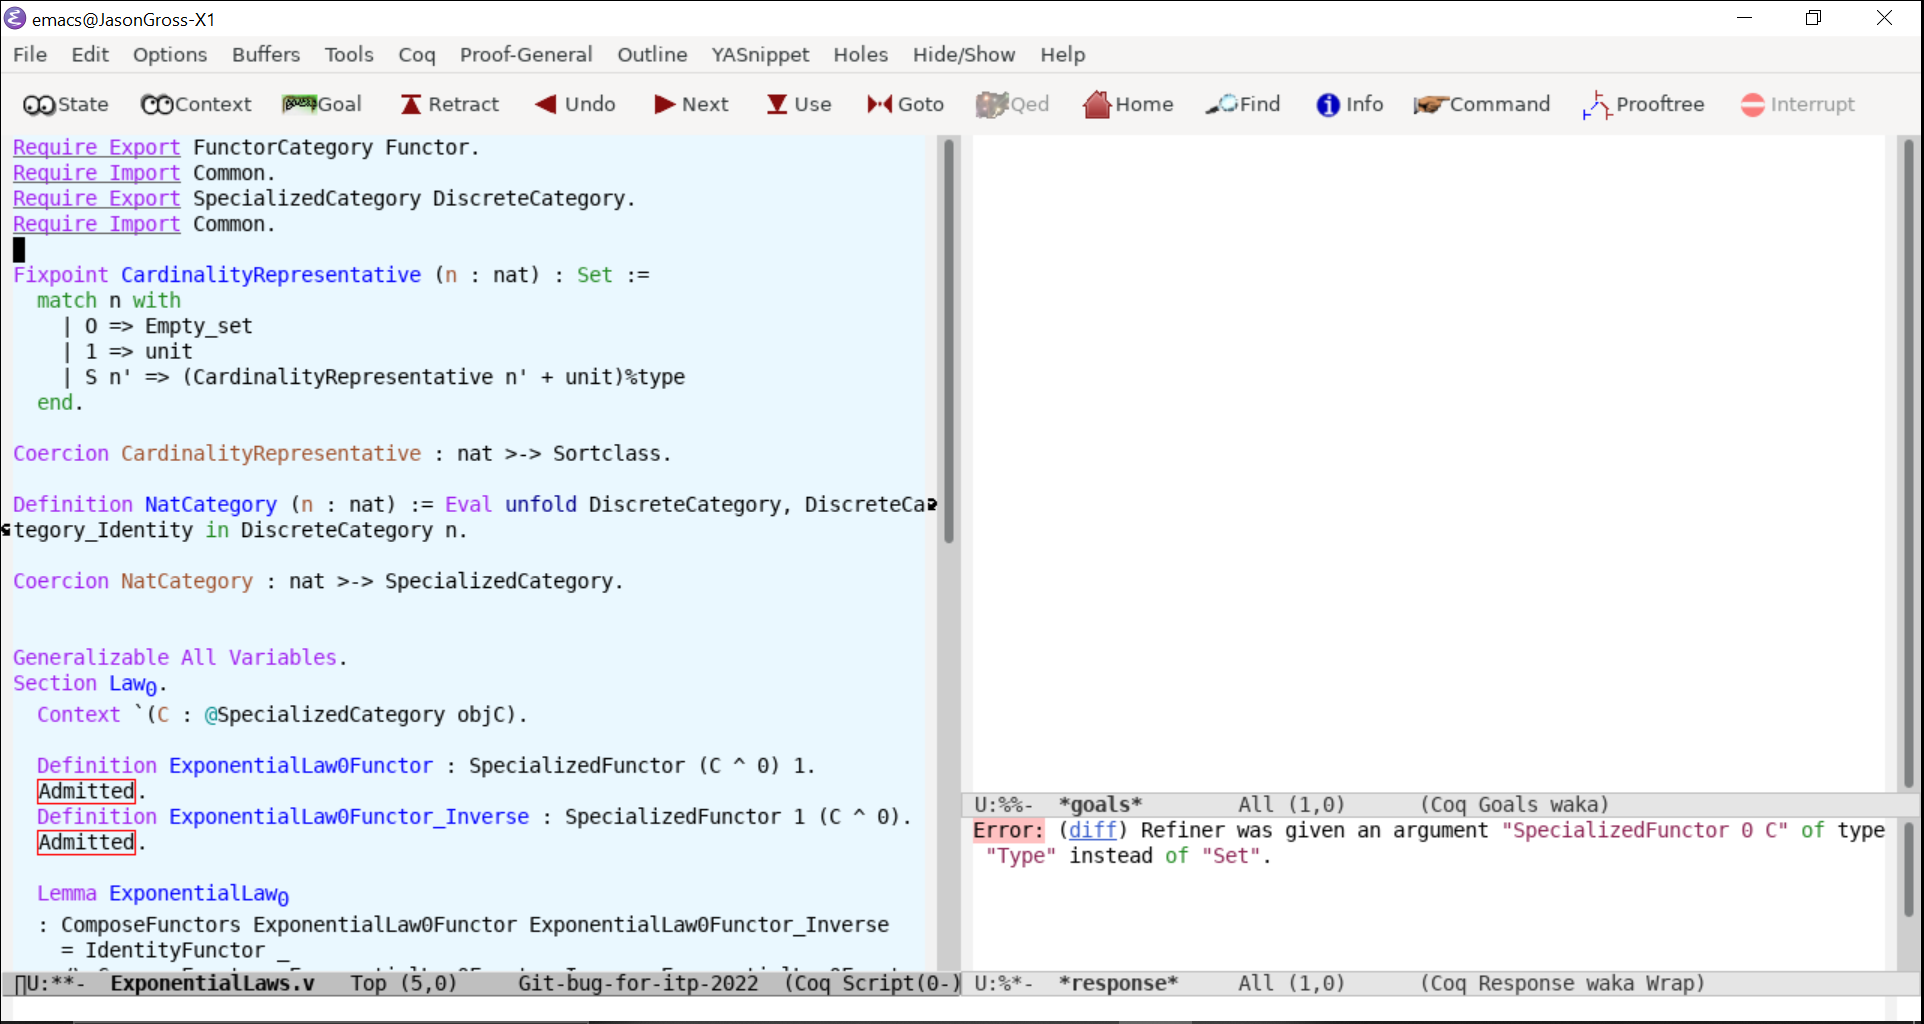 emacs@JasonGross-X1
File Edit Options Buffers Tools Coq Proof-General Outline YASnippet Holes Hide/Show Help
State Context Goal Retract Undo Next Use Goto Qed Home Find Info Command Prooftree Interrupt
Require Export FunctorCategory Functor.
Require Import Common.
Require Export SpecializedCategory DiscreteCategory.
Require Import Common.
Fixpoint CardinalityRepresentative (n : nat) : Set :=
match n with
| O => Empty_set
| 1 => unit
| S n' => (CardinalityRepresentative n' + unit)%type
end.
Coercion CardinalityRepresentative : nat >-> Sortclass.
Definition NatCategory (n : nat) := Eval unfold DiscreteCategory, DiscreteCa
tegory_Identity in DiscreteCategory n.
Coercion NatCategory : nat >-> SpecializedCategory.
Generalizable All Variables.
Section Law0.
Context `(C : @SpecializedCategory objC).
Definition ExponentialLaw0Functor : SpecializedFunctor (C ^ 0) 1.
Admitted.
Definition ExponentialLaw0Functor_Inverse : SpecializedFunctor 1 (C ^ 0).
Admitted.
Lemma ExponentialLaw0
: ComposeFunctors ExponentialLaw0Functor ExponentialLaw0Functor_Inverse
= IdentityFunctor _
U:**- ExponentialLaws.v Top (5,0) Git-bug-for-itp-2022 (Coq Script(0-)
U:%%- *goals* All (1,0) (Coq Goals waka)
Error: (diff) Refiner was given an argument "SpecializedFunctor 0 C" of type
"Type" instead of "Set".
U:%*- *response* All (1,0) (Coq Response waka Wrap)